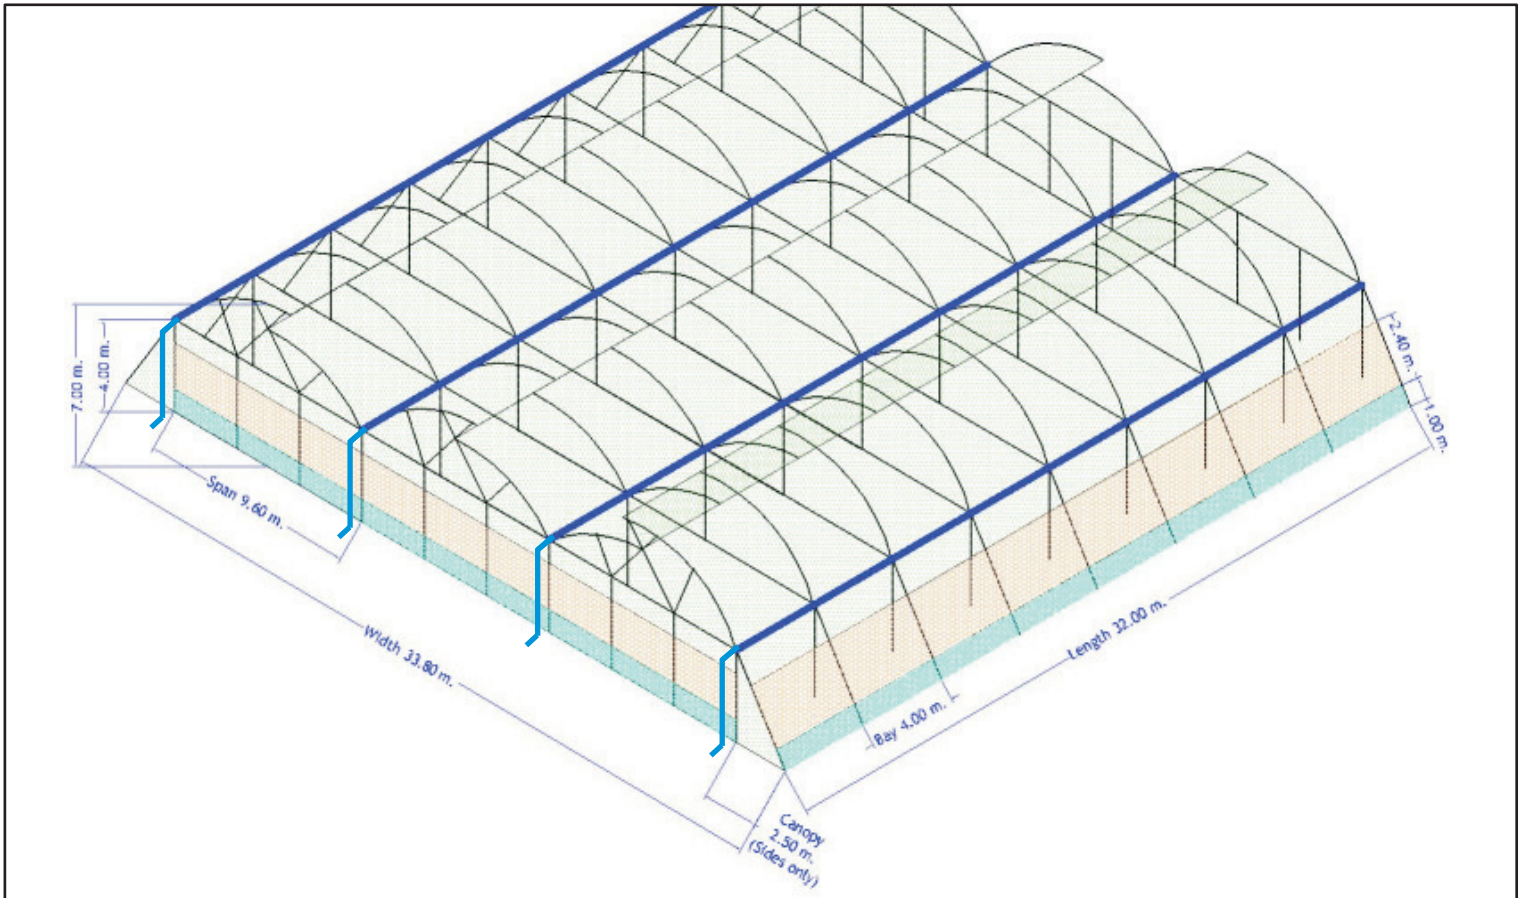 7.00 m.
4.00 m.
Span 9.60 m.
Width 33.80 m.
Canopy
2.50 m.
(Sides only)
Bay 4.00 m.
Length 32.00 m.
2.40 m.
1.00 m.